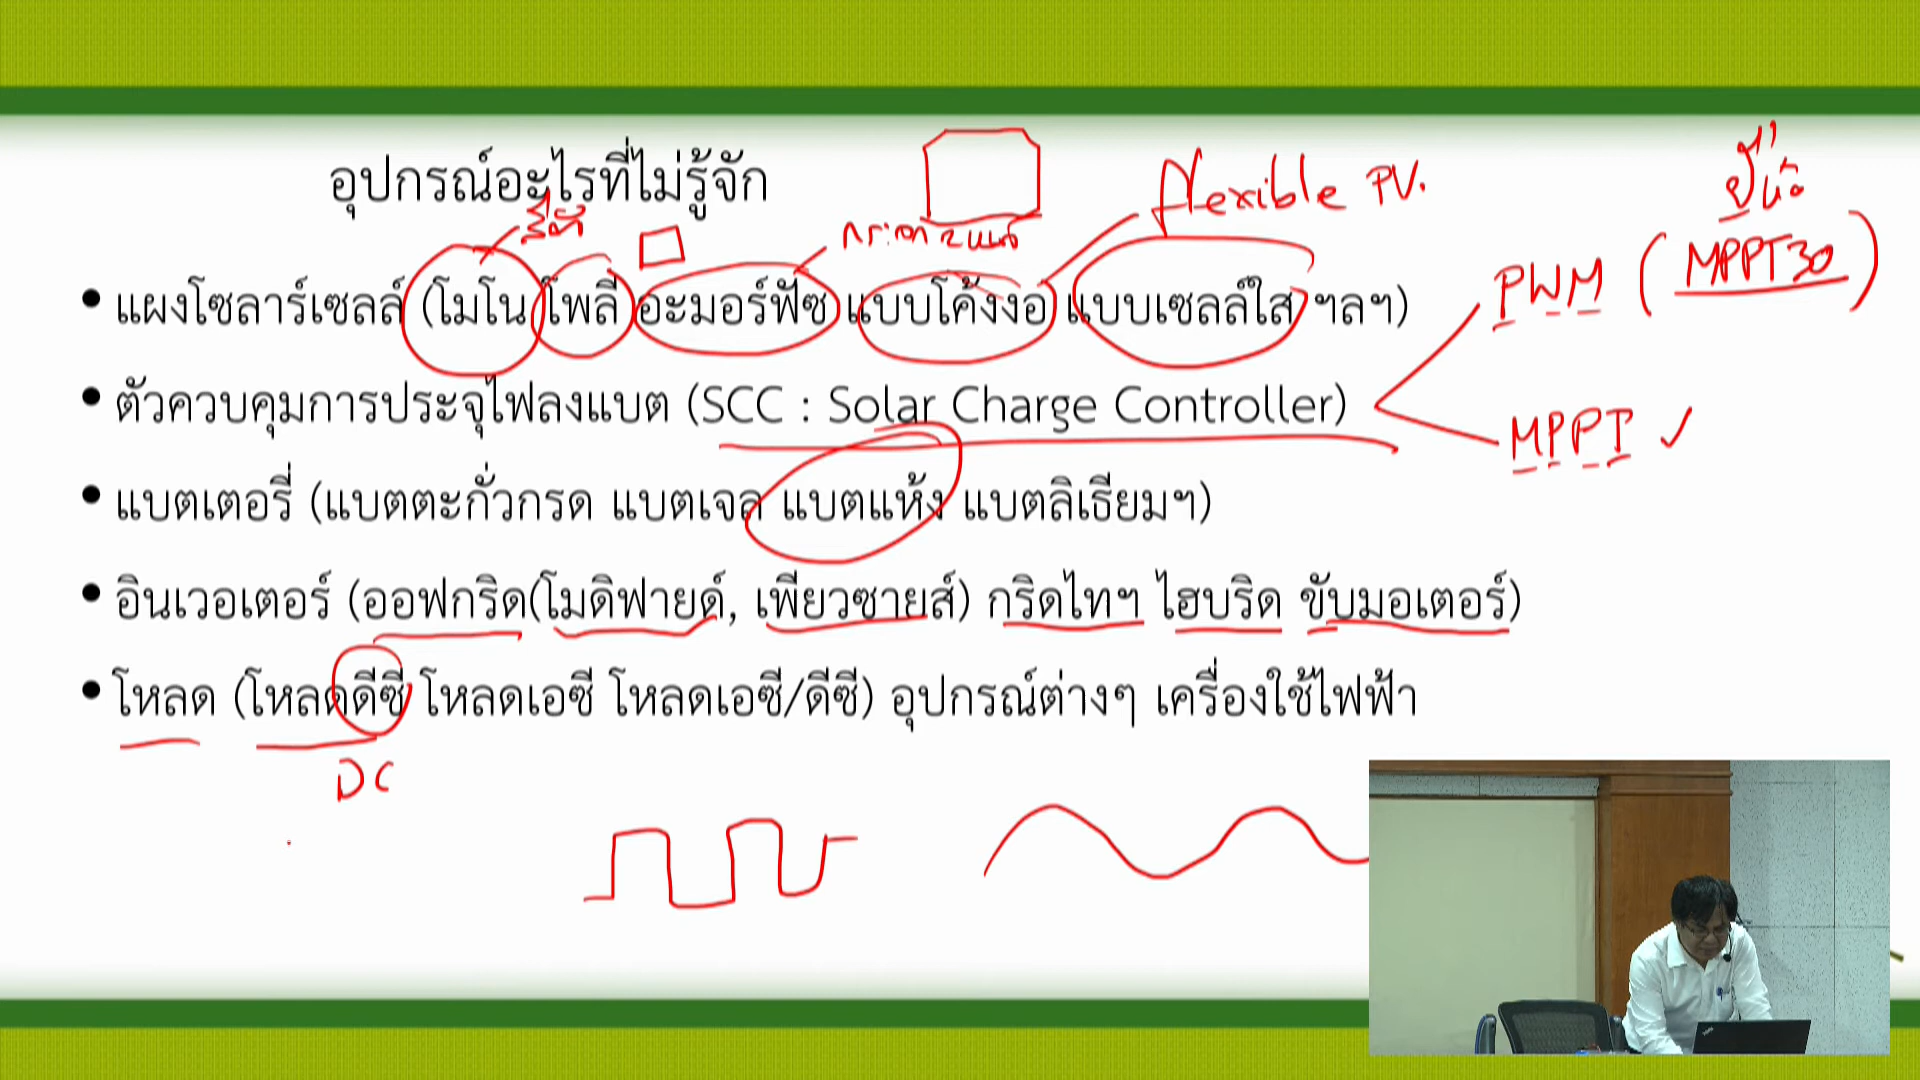 อุปกรณ์อะไรที่ไม่รู้จัก
flexible PV.
• แผงโซลาร์เซลล์ (โมโน โพลี อะมอร์ฟัซ แบบโค้งงอ แบบเซลล์ใส ฯลฯ)
PWM (MPPT30)
• ตัวควบคุมการประจุไฟลงแบต (SCC : Solar Charge Controller)
MPPT ✓
• แบตเตอรี่ (แบตตะกั่วกรด แบตเจล แบตแห้ง แบตลิเธียมฯ)
• อินเวอเตอร์ (ออฟกริด(โมดิฟายด์, เพียวซายส์) กริดไทฯ ไฮบริด ขับมอเตอร์)
• โหลด (โหลดดีซี โหลดเอซี โหลดเอซี/ดีซี) อุปกรณ์ต่างๆ เครื่องใช้ไฟฟ้า
DC